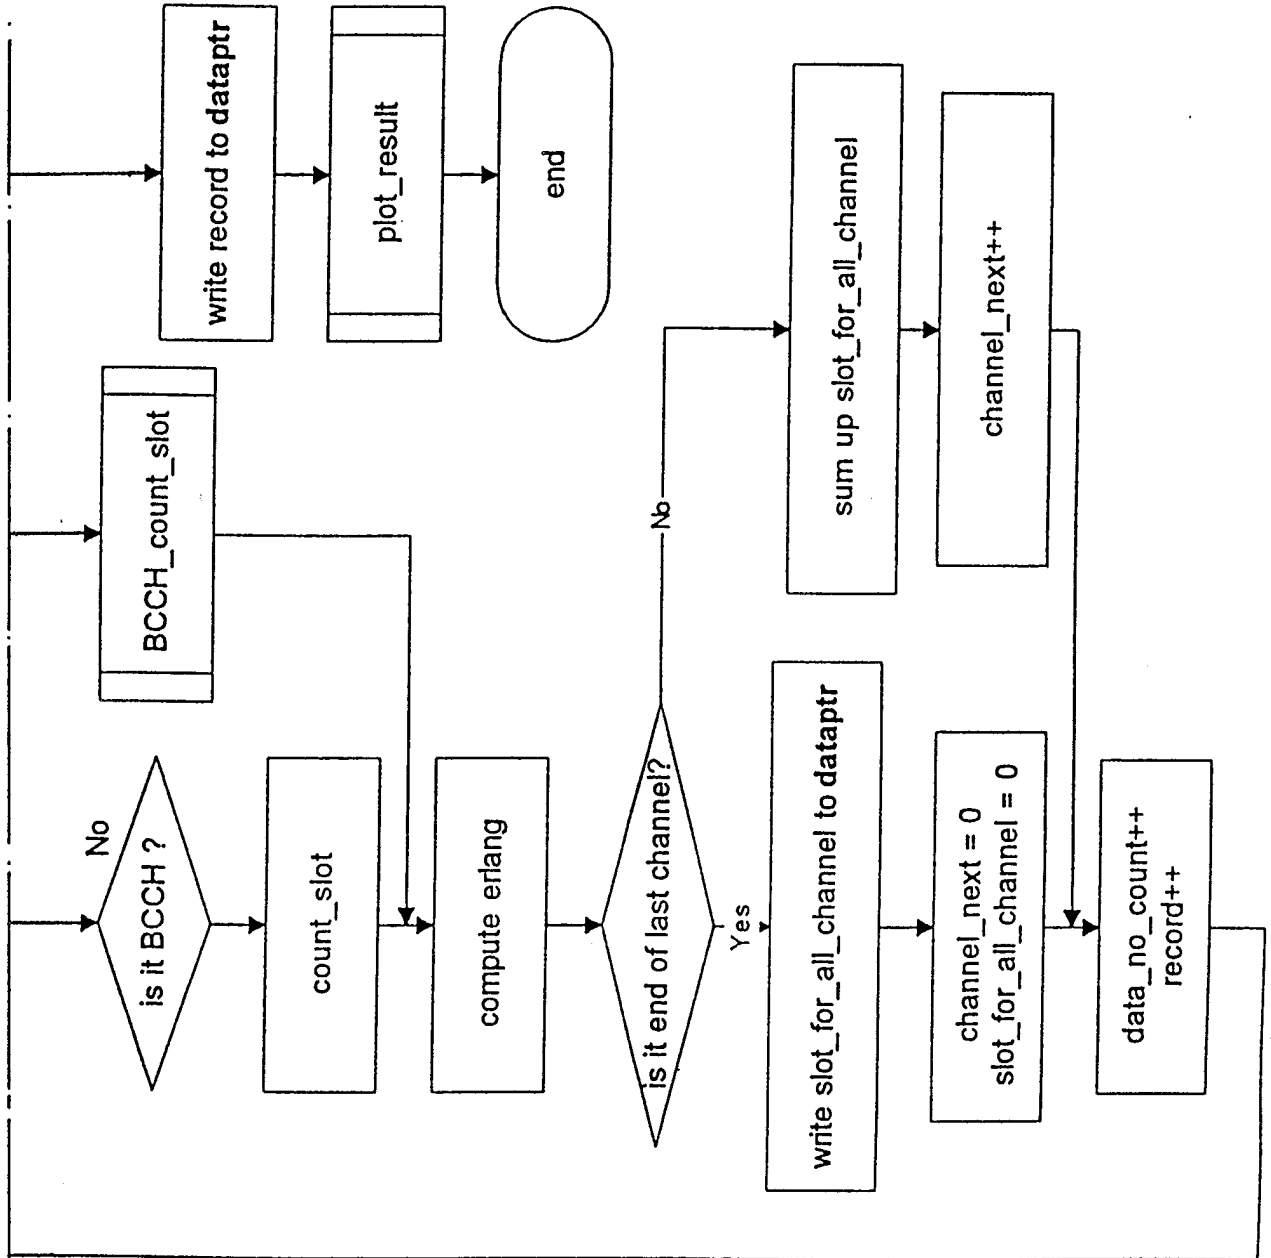 is it BCCH ?
No
BCCH_count_slot
write record to dataptr
count_slot
plot_result
compute erlang
end
is it end of last channel?
No
Yes
write slot_for_all_channel to dataptr
sum up slot_for_all_channel
channel_next = 0
slot_for_all_channel = 0
channel_next++
data_no_count++
record++